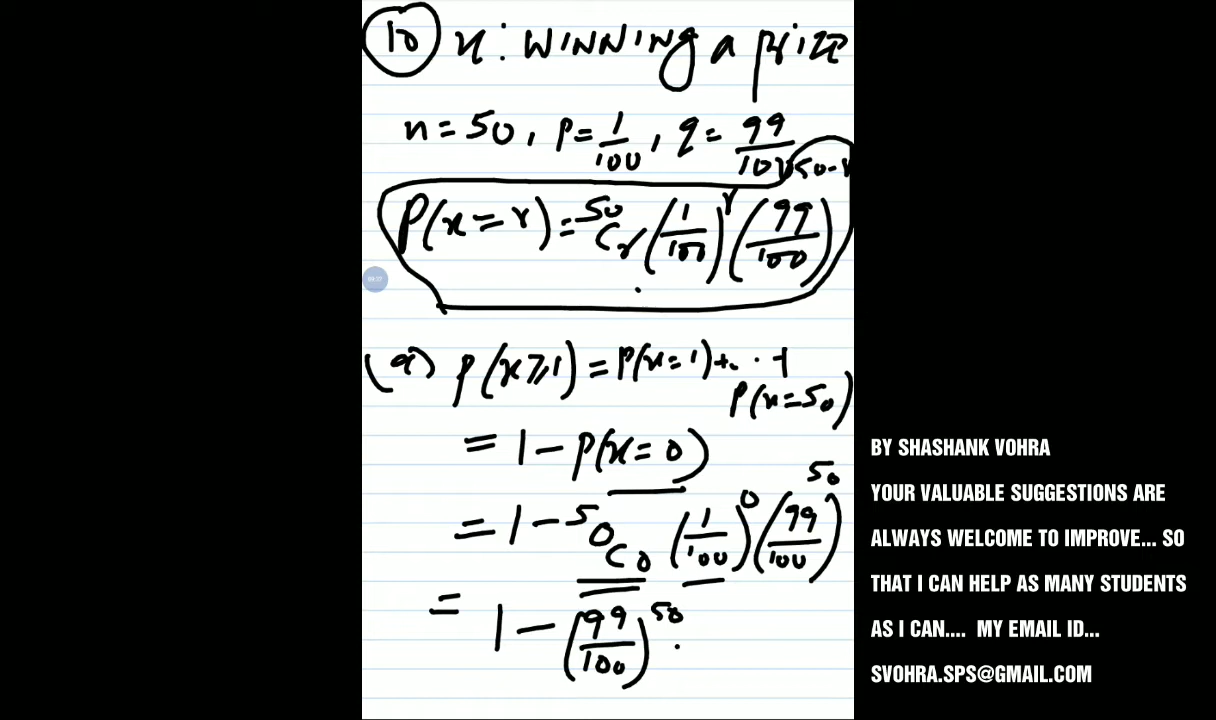 10 x: WINNING a prize
n = 50, p = 1/100, q = 99/100
P(x = r) = ⁵⁰Cᵣ (1/100)^r (99/100)^50-r
(a) p(x ⩾ 1) = p(x = 1) + . . +
p(x = 50)
= 1 - p(x = 0)
= 1 - ⁵⁰C₀ (1/100)^0 (99/100)^50
= 1 - (99/100)^50.
BY SHASHANK VOHRA
YOUR VALUABLE SUGGESTIONS ARE
ALWAYS WELCOME TO IMPROVE... SO
THAT I CAN HELP AS MANY STUDENTS
AS I CAN.... MY EMAIL ID...
SVOHRA.SPS@GMAIL.COM